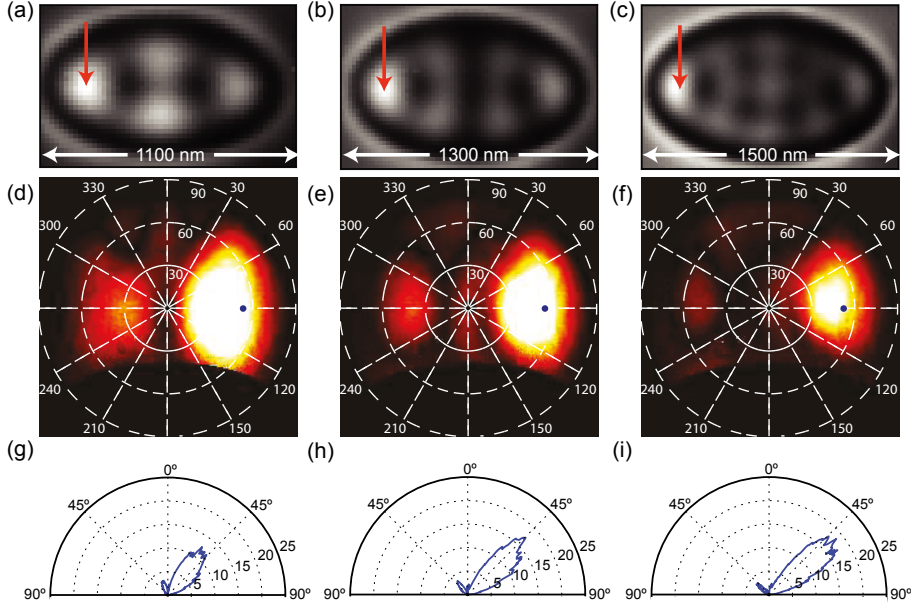 (a) (b) (c)
1100 nm 1300 nm 1500 nm
(d) (e) (f)
330 90 30 330 90 30 330 90 30
300 60 60 300 60 60 300 60 60
30 30 30
240 120 240 120 240 120
210 150 210 150 210 150
(g) (h) (i)
0º 0º 0º
45º 45º 45º 45º 45º 45º
5 10 15 20 25 5 10 15 20 25 5 10 15 20 25
90º 90º 90º 90º 90º 90º